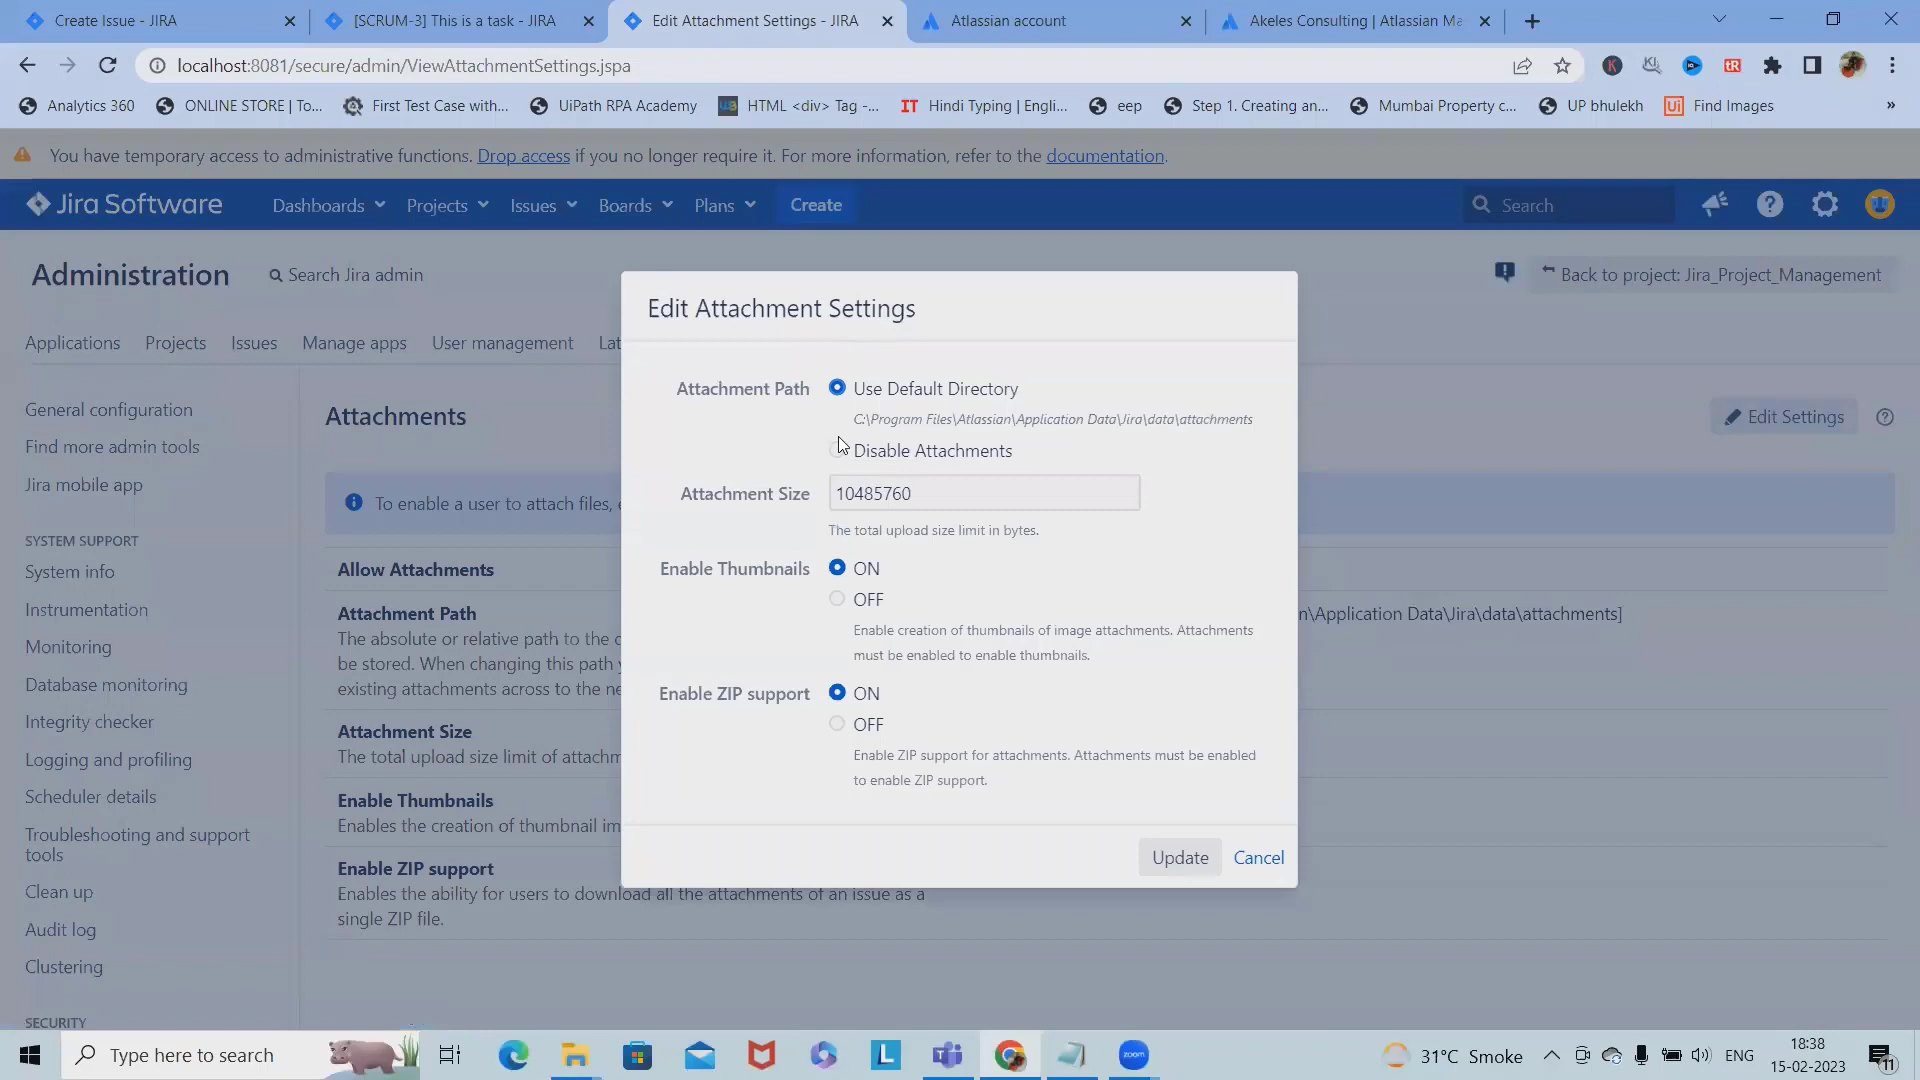 Create Issue - JIRA
[SCRUM-3] This is a task - JIRA
Edit Attachment Settings - JIRA
Atlassian account
Akeles Consulting | Atlassian Ma
localhost:8081/secure/admin/ViewAttachmentSettings.jspa
Analytics 360
ONLINE STORE | To...
First Test Case with...
UiPath RPA Academy
HTML <div> Tag -...
Hindi Typing | Engli...
eep
Step 1. Creating an...
Mumbai Property c...
UP bhulekh
Find Images
»
You have temporary access to administrative functions. Drop access if you no longer require it. For more information, refer to the documentation.
Jira Software
Dashboards
Projects
Issues
Boards
Plans
Create
Search
Administration
Search Jira admin
Back to project: Jira_Project_Management
Applications
Projects
Issues
Manage apps
User management
Lat
General configuration
Find more admin tools
Jira mobile app
SYSTEM SUPPORT
System info
Instrumentation
Monitoring
Database monitoring
Integrity checker
Logging and profiling
Scheduler details
Troubleshooting and support
tools
Clean up
Audit log
Clustering
SECURITY
Attachments
Edit Settings
To enable a user to attach files,
Allow Attachments
Attachment Path
The absolute or relative path to the
be stored. When changing this path
existing attachments across to the ne
n\Application Data\Jira\data\attachments]
Attachment Size
The total upload size limit of attachm
Enable Thumbnails
Enables the creation of thumbnail im
Enable ZIP support
Enables the ability for users to download all the attachments of an issue as a
single ZIP file.
Edit Attachment Settings
Attachment Path
Use Default Directory
C:\Program Files\Atlassian\Application Data\Jira\data\attachments
Disable Attachments
Attachment Size
10485760
The total upload size limit in bytes.
Enable Thumbnails
ON
OFF
Enable creation of thumbnails of image attachments. Attachments
must be enabled to enable thumbnails.
Enable ZIP support
ON
OFF
Enable ZIP support for attachments. Attachments must be enabled
to enable ZIP support.
Update
Cancel
Type here to search
31°C Smoke
ENG
18:38
15-02-2023
11